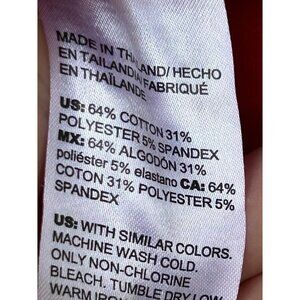 MADE IN THAILAND/ HECHO
EN TAILANDIA/ FABRIQUÉ
EN THAÏLANDE
US: 64% COTTON 31%
POLYESTER 5% SPANDEX
MX: 64% ALGODÓN 31%
poliéster 5% elastano CA: 64%
COTON 31% POLYESTER 5%
SPANDEX
US: WITH SIMILAR COLORS.
MACHINE WASH COLD.
ONLY NON-CHLORINE
BLEACH. TUMBLE DRY LOW
WARM IRON